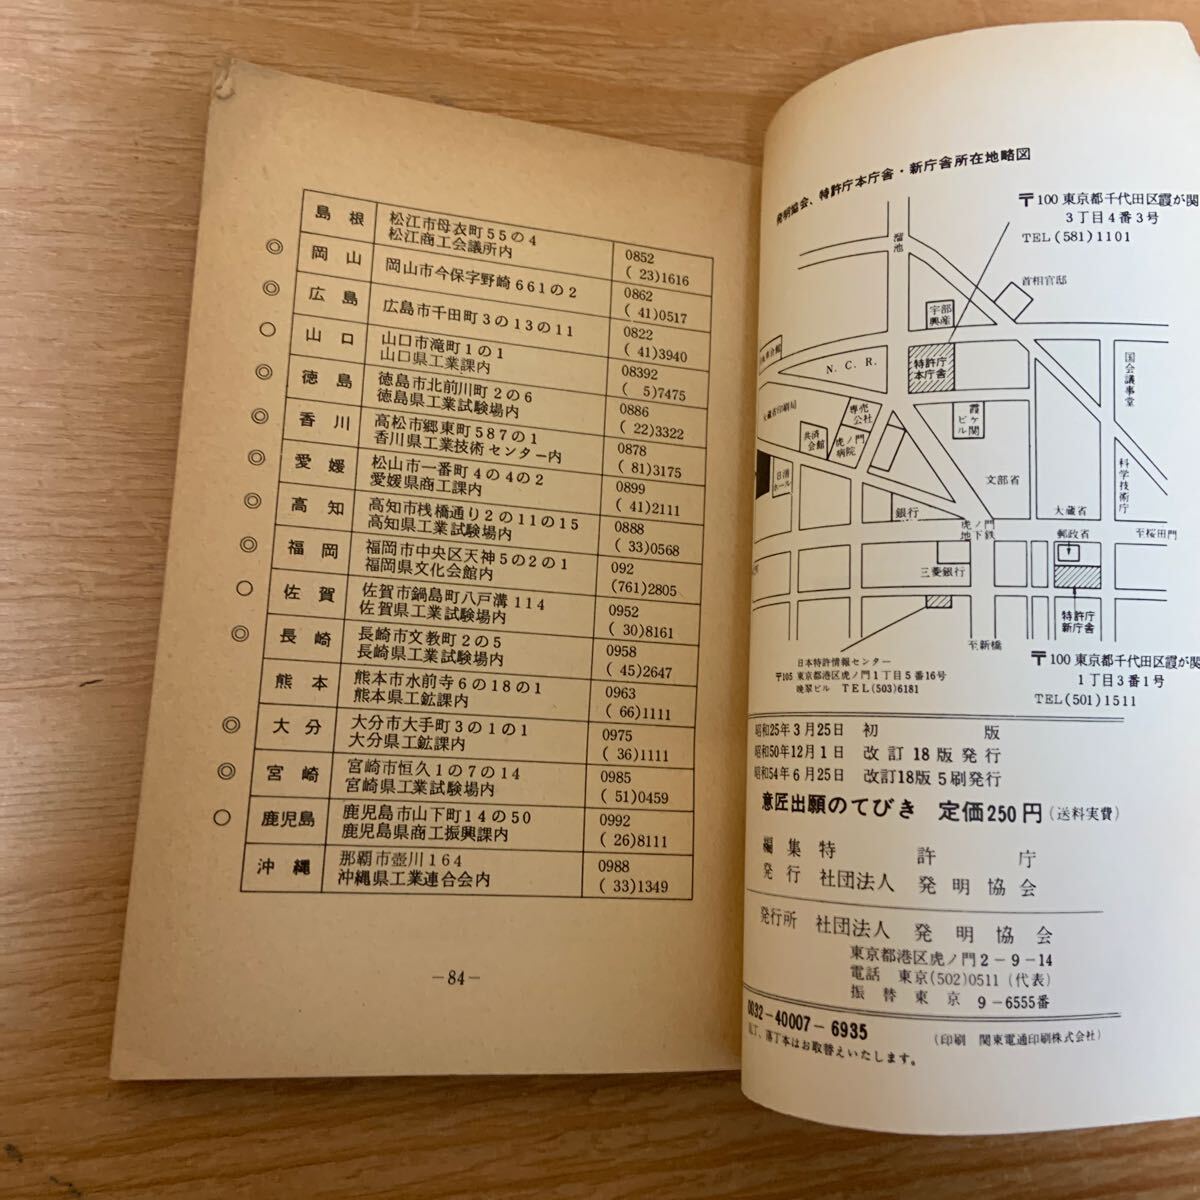 島根 松江市母衣町55の4
松江商工会議所内 0852
(23)1616
◎ 岡山 岡山市今保字野崎661の2 0862
(41)0517
◎ 広島 広島市千田町3の13の11 0822
(41)3940
○ 山口 山口市滝町1の1
山口県工業課内 08392
(5)7475
◎ 徳島 徳島市北前川町2の6
徳島県工業試験場内 0886
(22)3322
◎ 香川 高松市郷東町587の1
香川県工業技術センター内 0878
(81)3175
◎ 愛媛 松山市一番町4の4の2
愛媛県商工課内 0899
(41)2111
◎ 高知 高知市桟橋通り2の11の15
高知県工業試験場内 0888
(33)0568
◎ 福岡 福岡市中央区天神5の2の1
福岡県文化会館内 092
(761)2805
○ 佐賀 佐賀市鍋島町八戸溝114
佐賀県工業試験場内 0952
(30)8161
◎ 長崎 長崎市文教町2の5
長崎県工業試験場内 0958
(45)2647
熊本 熊本市水前寺6の18の1
熊本県工鉱課内 0963
(66)1111
◎ 大分 大分市大手町3の1の1
大分県工鉱課内 0975
(36)1111
◎ 宮崎 宮崎市恒久1の7の14
宮崎県工業試験場内 0985
(51)0459
○ 鹿児島 鹿児島市山下町14の50
鹿児島県商工振興課内 0992
(26)8111
沖縄 那覇市壺川164
沖縄県工業連合会内 0988
(33)1349
-84-
発明協会、特許庁本庁舎・新庁舎所在地略図
〒100 東京都千代田区霞が関
3丁目4番3号
TEL(581)1101
溜池
首相官邸
宇部興産
N.C.R.
特許庁本庁舎
国会議事堂
大蔵省印刷局
専売公社
霞ヶ関ビル
共済会館
虎ノ門病院
日消ホール
文部省
科学技術庁
銀行
虎ノ門地下鉄
大蔵省
郵政省
至桜田門
三菱銀行
特許庁新庁舎
至新橋
日本特許情報センター
〒105 東京都港区虎ノ門1丁目5番16号
晩翠ビル TEL(503)6181
〒100 東京都千代田区霞が関
1丁目3番1号
TEL(501)1511
昭和25年3月25日 初版
昭和50年12月1日 改訂18版発行
昭和54年6月25日 改訂18版5刷発行
意匠出願のてびき 定価250円(送料実費)
編集 特許庁
発行 社団法人 発明協会
発行所 社団法人 発明協会
東京都港区虎ノ門2-9-14
電話 東京(502)0511(代表)
振替東京 9-6555番
0032-40007-6935
乱丁、落丁本はお取替えいたします。
(印刷 関東電通印刷株式会社)